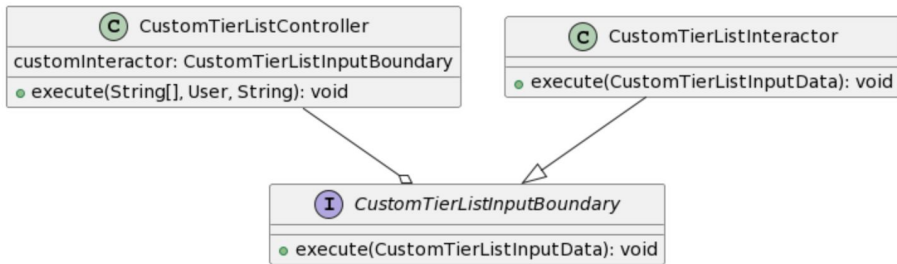 C CustomTierListController
customInteractor: CustomTierListInputBoundary
execute(String[], User, String): void
C CustomTierListInteractor
execute(CustomTierListInputData): void
I CustomTierListInputBoundary
execute(CustomTierListInputData): void